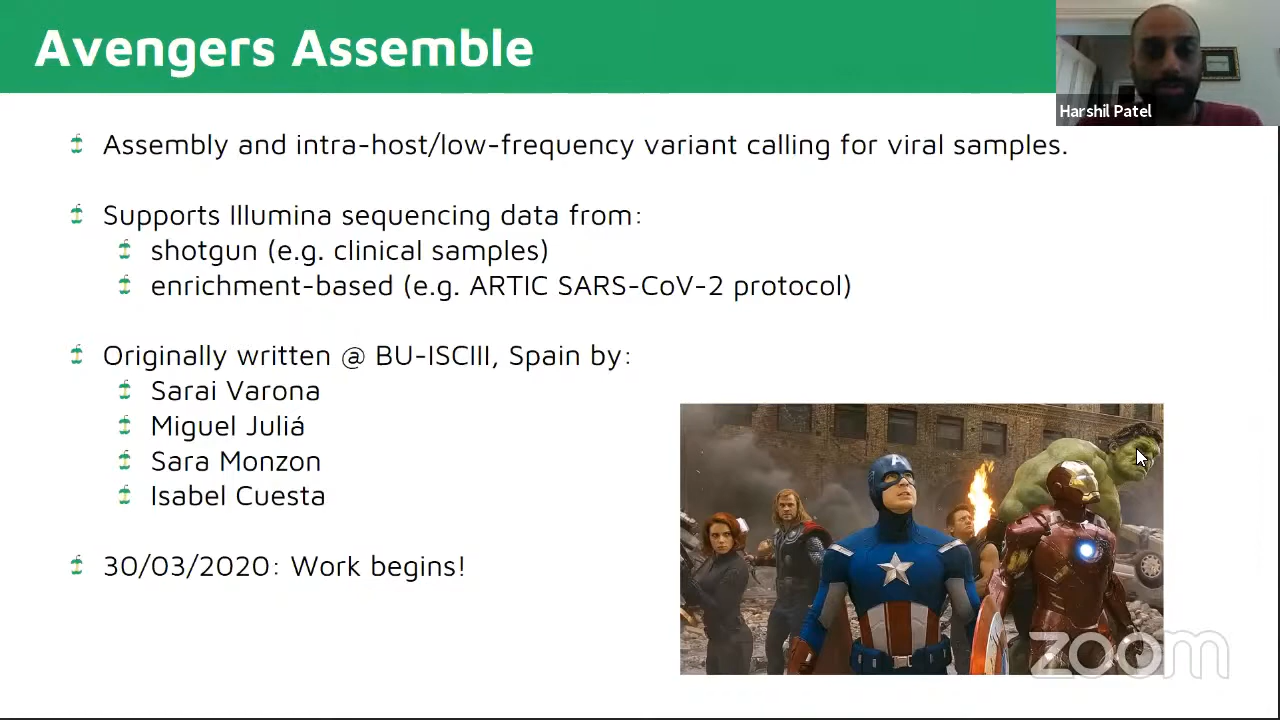 Avengers Assemble
Harshil Patel
Assembly and intra-host/low-frequency variant calling for viral samples.
Supports Illumina sequencing data from:
shotgun (e.g. clinical samples)
enrichment-based (e.g. ARTIC SARS-CoV-2 protocol)
Originally written @ BU-ISCIII, Spain by:
Sarai Varona
Miguel Juliá
Sara Monzon
Isabel Cuesta
30/03/2020: Work begins!
A
zoom